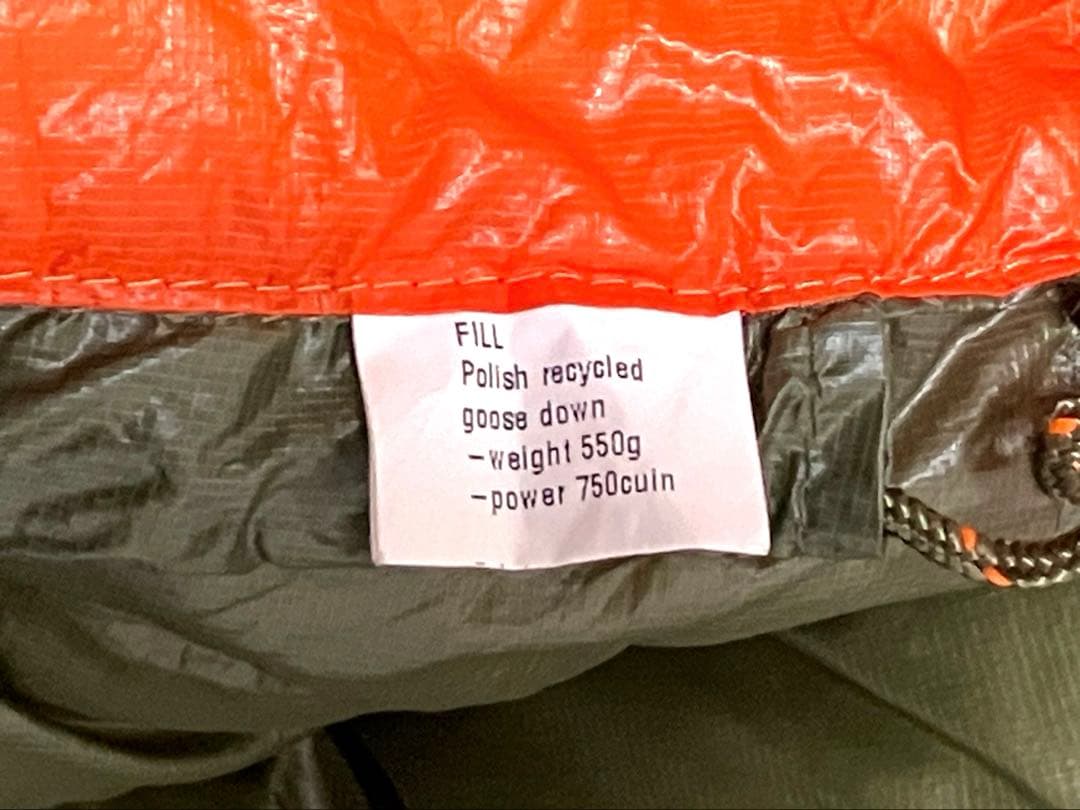 FILL
Polish recycled
goose down
-weight 550g
-power 750cuin